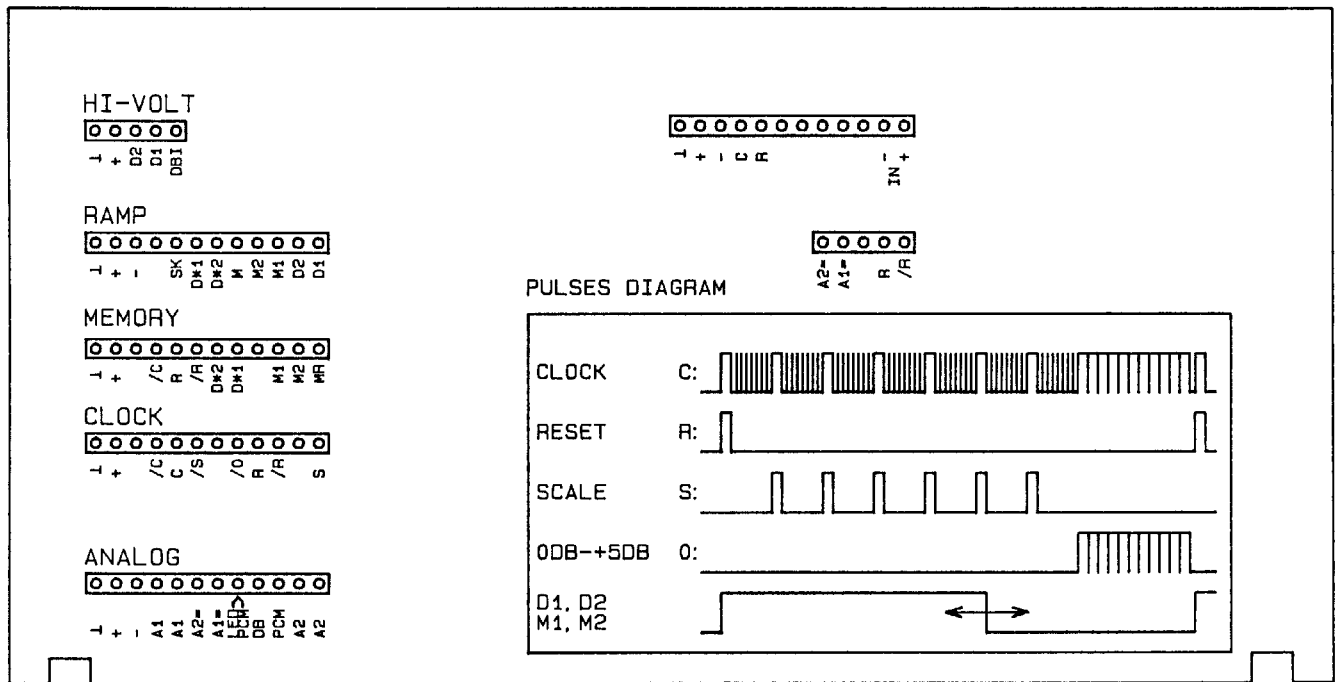 HI-VOLT
⊥ + D2 D1 DBI
⊥ + - C R IN - +
RAMP
⊥ + - SK D*1 D*2 M M2 M1 D2 D1
A2= A1= R /R
PULSES DIAGRAM
MEMORY
⊥ + /C R /R D*2 D*1 M1 M2 MR
CLOCK C:
CLOCK
⊥ + /C C /S /O R /R S
RESET R:
SCALE S:
ANALOG
⊥ + - A1 A1 A2= A1= LED PCM DB PCM A2 A2
0DB-+5DB 0:
D1, D2
M1, M2